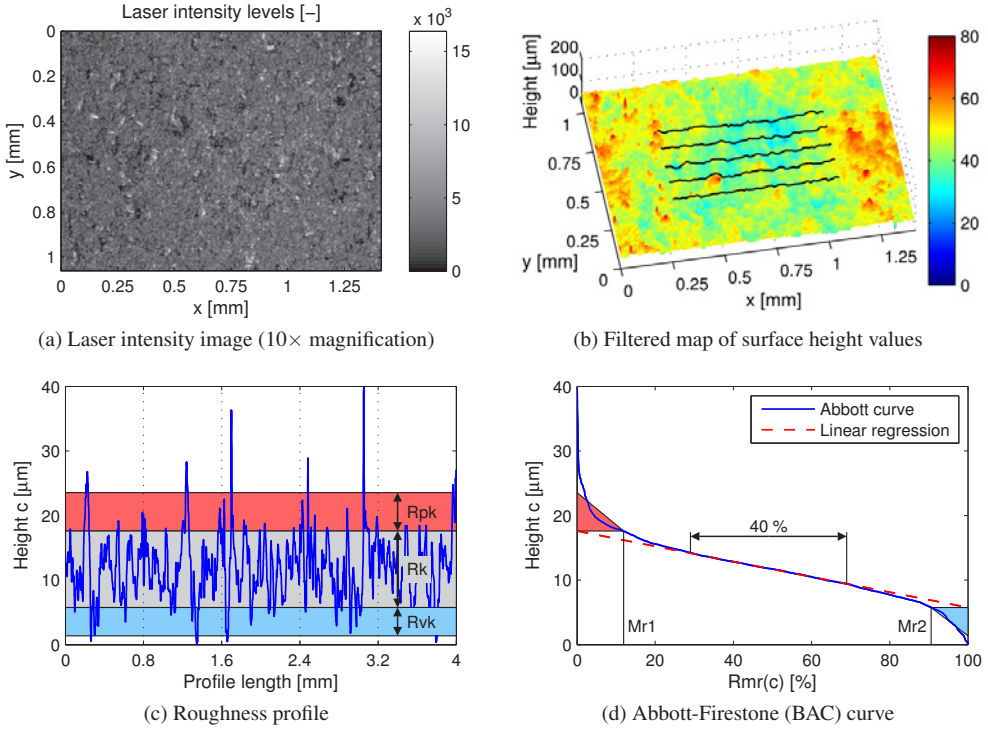 Laser intensity levels [−]
x 10³
0
0.2
0.4
0.6
0.8
1
y [mm]
0 0.25 0.5 0.75 1 1.25
x [mm]
15
10
5
0
(a) Laser intensity image (10× magnification)
200
100
0
Height [µm]
1
0.75
0.5
0.25
0
y [mm]
0 0.25 0.5 0.75 1 1.25
x [mm]
80
60
40
20
0
(b) Filtered map of surface height values
40
30
20
10
0
Height c [µm]
Rpk
Rk
Rvk
0 0.8 1.6 2.4 3.2 4
Profile length [mm]
(c) Roughness profile
40
30
20
10
0
Height c [µm]
Abbott curve
Linear regression
40 %
Mr1
Mr2
0 20 40 60 80 100
Rmr(c) [%]
(d) Abbott-Firestone (BAC) curve